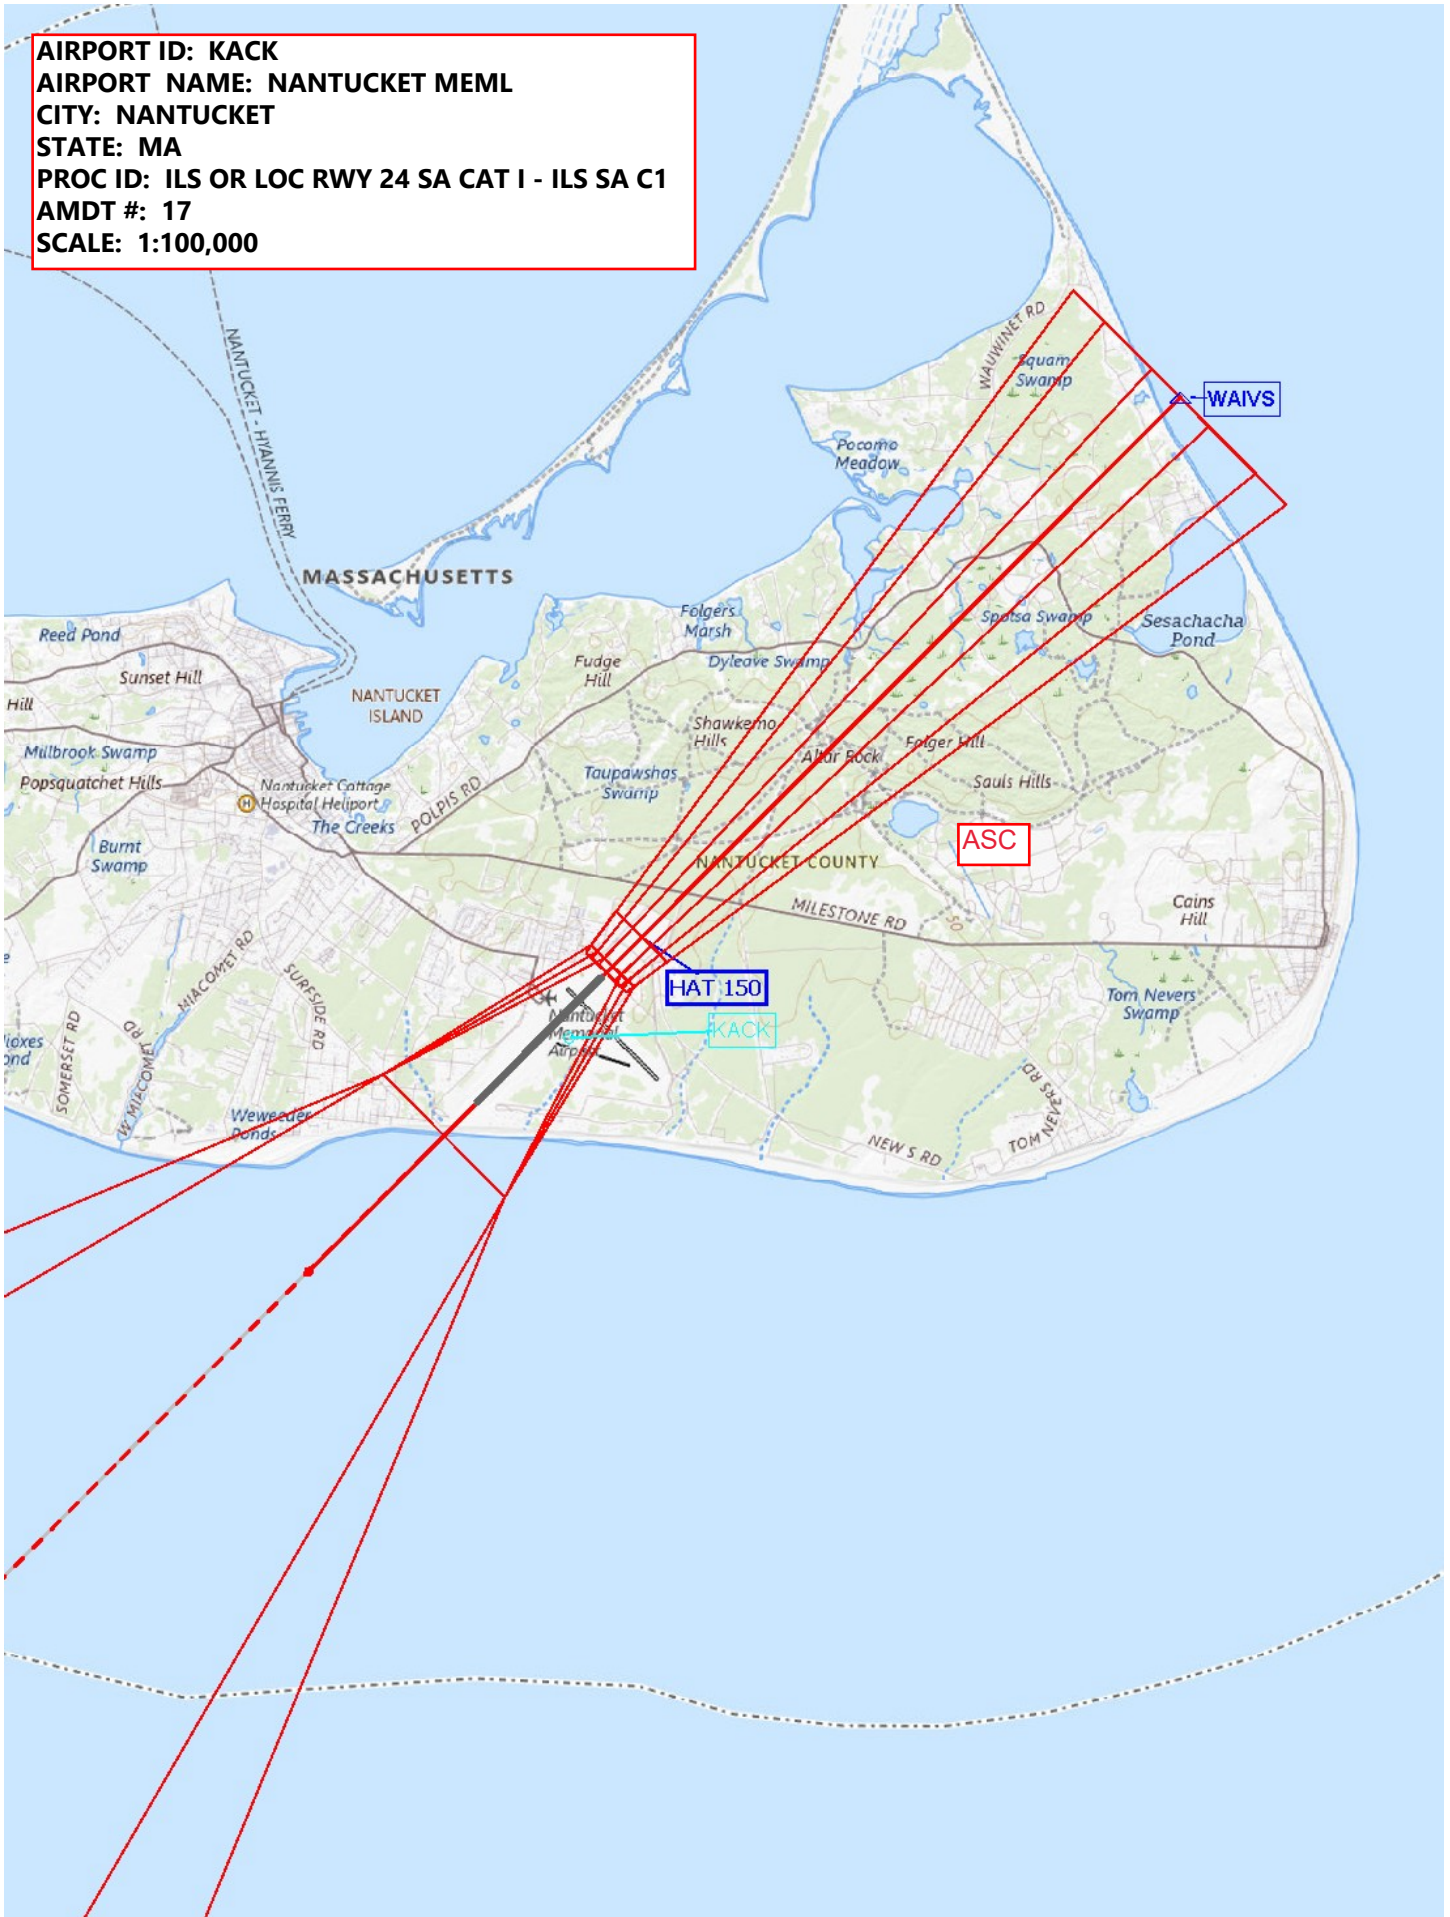 AIRPORT ID: KACK
AIRPORT NAME: NANTUCKET MEML
CITY: NANTUCKET
STATE: MA
PROC ID: ILS OR LOC RWY 24 SA CAT I - ILS SA C1
AMDT #: 17
SCALE: 1:100,000
NANTUCKET - HYANNIS FERRY
WAUWINET RD
Squam
Swamp
WAIVS
Pocomo
Meadow
MASSACHUSETTS
Reed Pond
Sunset Hill
Hill
NANTUCKET
ISLAND
Folgers
Marsh
Fudge
Hill
Dyleave Swamp
Spotsa Swamp
Sesachacha
Pond
Millbrook Swamp
Popsquatchet Hills
Shawkemo
Hills
Altar Rock
Folger Hill
Sauls Hills
Taupawshas
Swamp
H
Nantucket Cottage
Hospital Heliport
The Creeks
POLPIS RD
Burnt
Swamp
ASC
NANTUCKET COUNTY
MILESTONE RD
50
Cains
Hill
MIACOMET RD
SURFSIDE RD
SOMERSET RD
W MIACOMET RD
HAT 150
KACK
Nantucket
Memorial
Airport
Tom Nevers
Swamp
Weweeder
Ponds
NEW S RD
TOM NEVERS RD